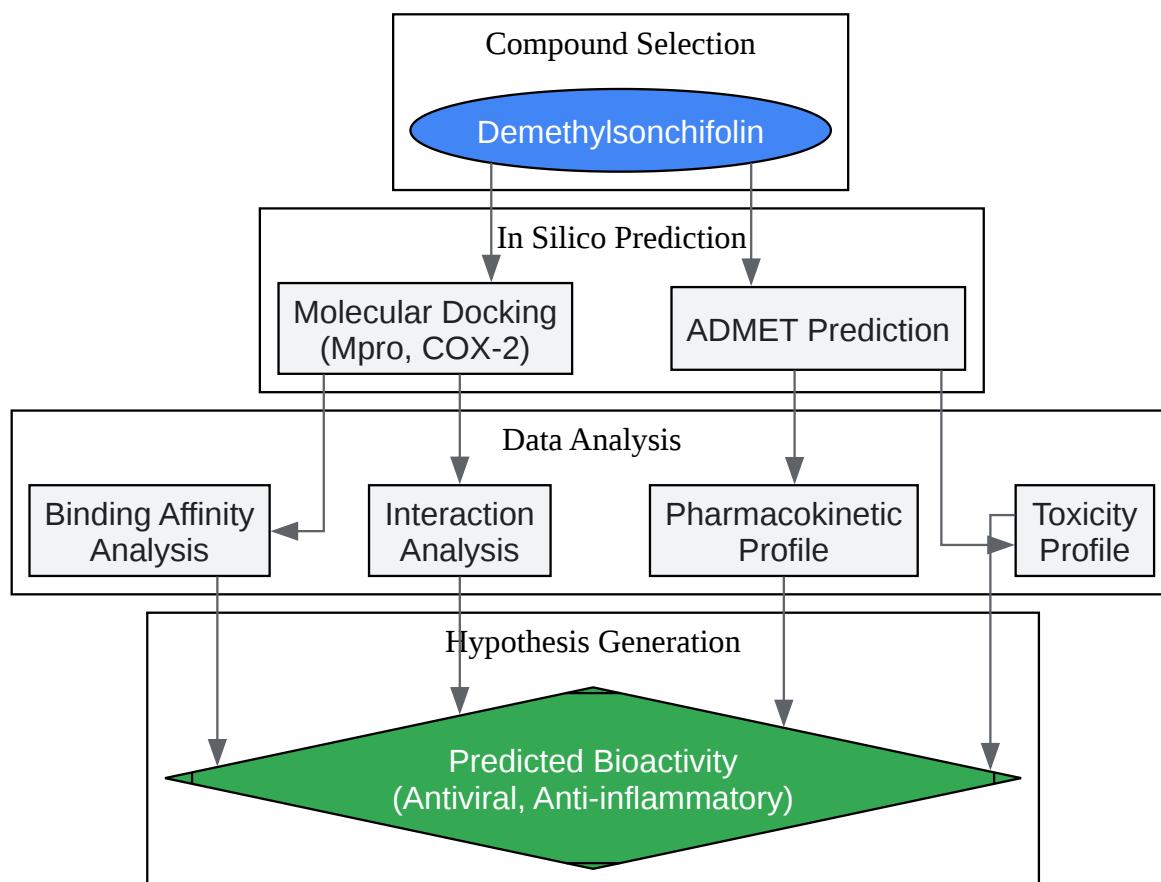 Compound Selection
Demethylsonchifolin
In Silico Prediction
Molecular Docking
(Mpro, COX-2)
ADMET Prediction
Data Analysis
Binding Affinity
Analysis
Interaction
Analysis
Pharmacokinetic
Profile
Toxicity
Profile
Hypothesis Generation
Predicted Bioactivity
(Antiviral, Anti-inflammatory)